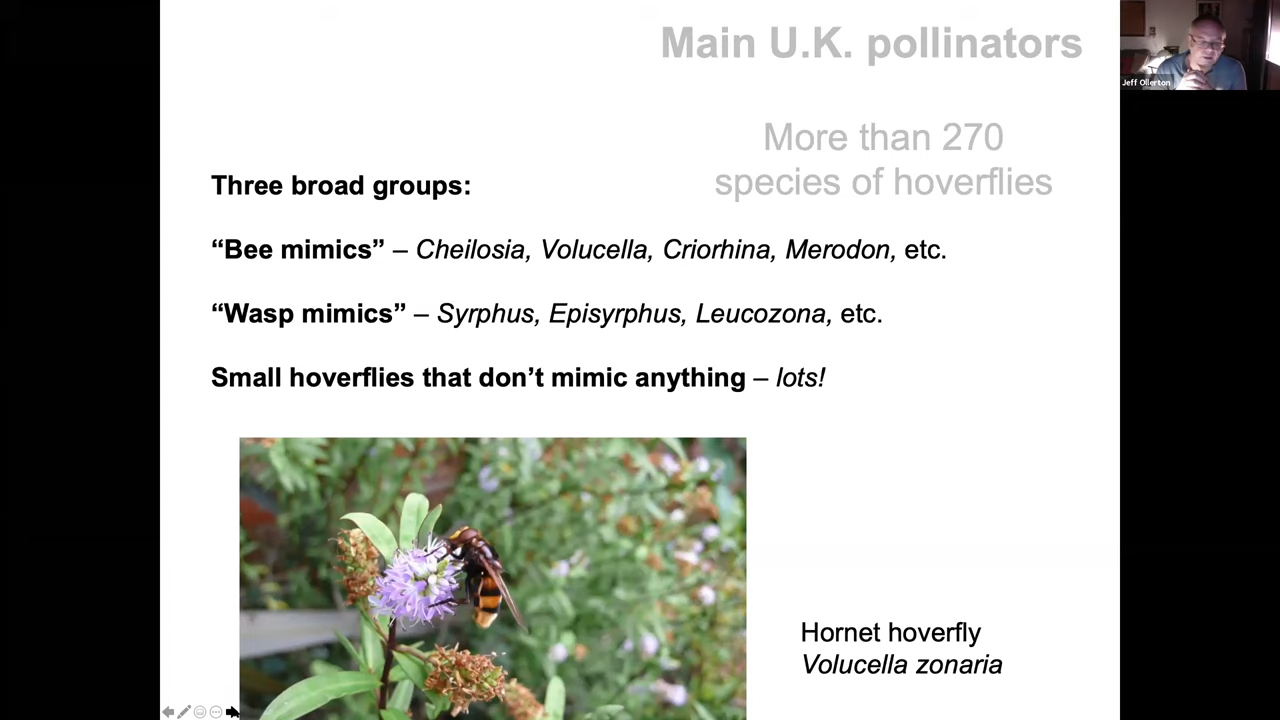 Main U.K. pollinators
Jeff Ollerton
More than 270
species of hoverflies
Three broad groups:
“Bee mimics” – Cheilosia, Volucella, Criorhina, Merodon, etc.
“Wasp mimics” – Syrphus, Episyrphus, Leucozona, etc.
Small hoverflies that don’t mimic anything – lots!
Hornet hoverfly
Volucella zonaria